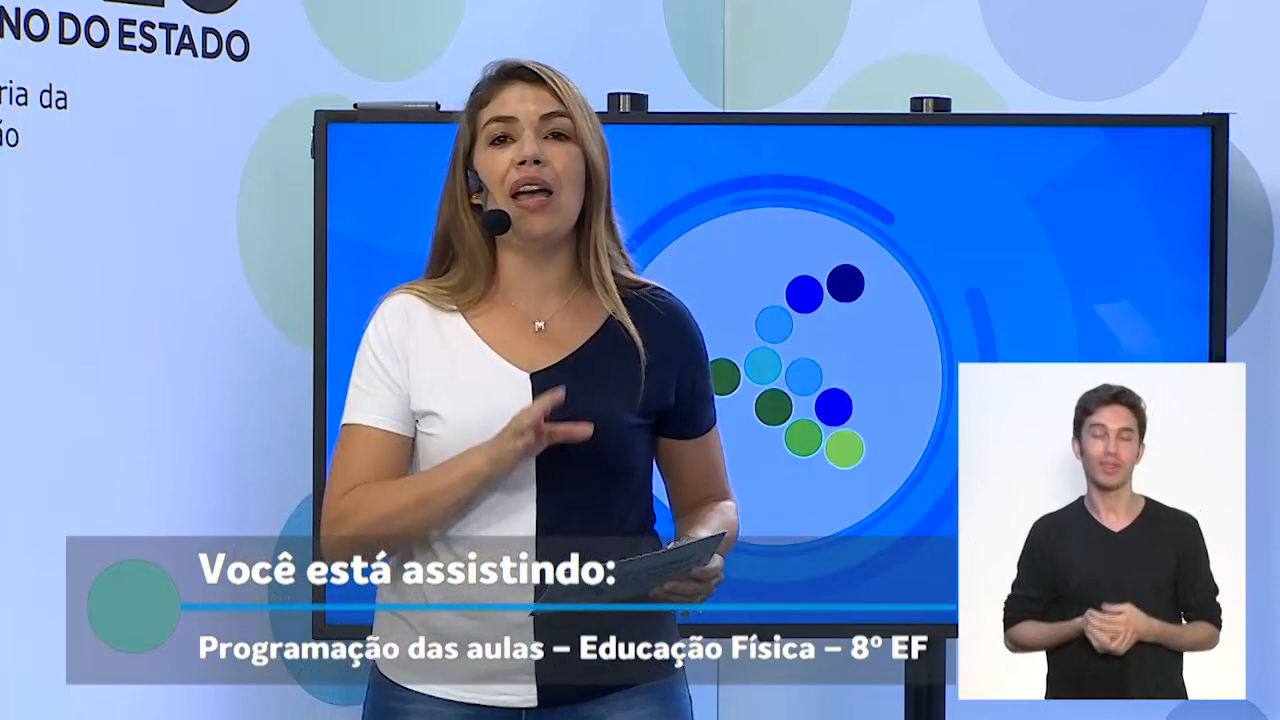 NO DO ESTADO
ria da
ão
M
Você está assistindo:
Programação das aulas – Educação Física – 8º EF